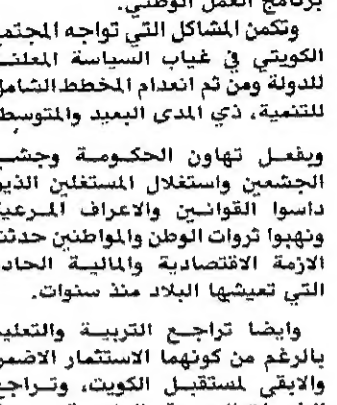 برنامج العمل الوطني.
وتكمن المشاكل التي تواجه المجتمع
الكويتي في غياب السياسة المعلنة
للدولة ومن ثم انعدام المخطط الشامل
للتنمية، ذي المدى البعيد والمتوسط.
وبفعل تهاون الحكومة وجشع
الجشعين واستغلال المستغلين الذين
داسوا القوانين والاعراف المرعية
ونهبوا ثروات الوطن والمواطنين حدثت
الازمة الاقتصادية والمالية الحادة
التي تعيشها البلاد منذ سنوات.
وايضا تراجع التربية والتعليم
بالرغم من كونهما الاستثمار الاضمن
والابقي لمستقبل الكويت، وتراجع